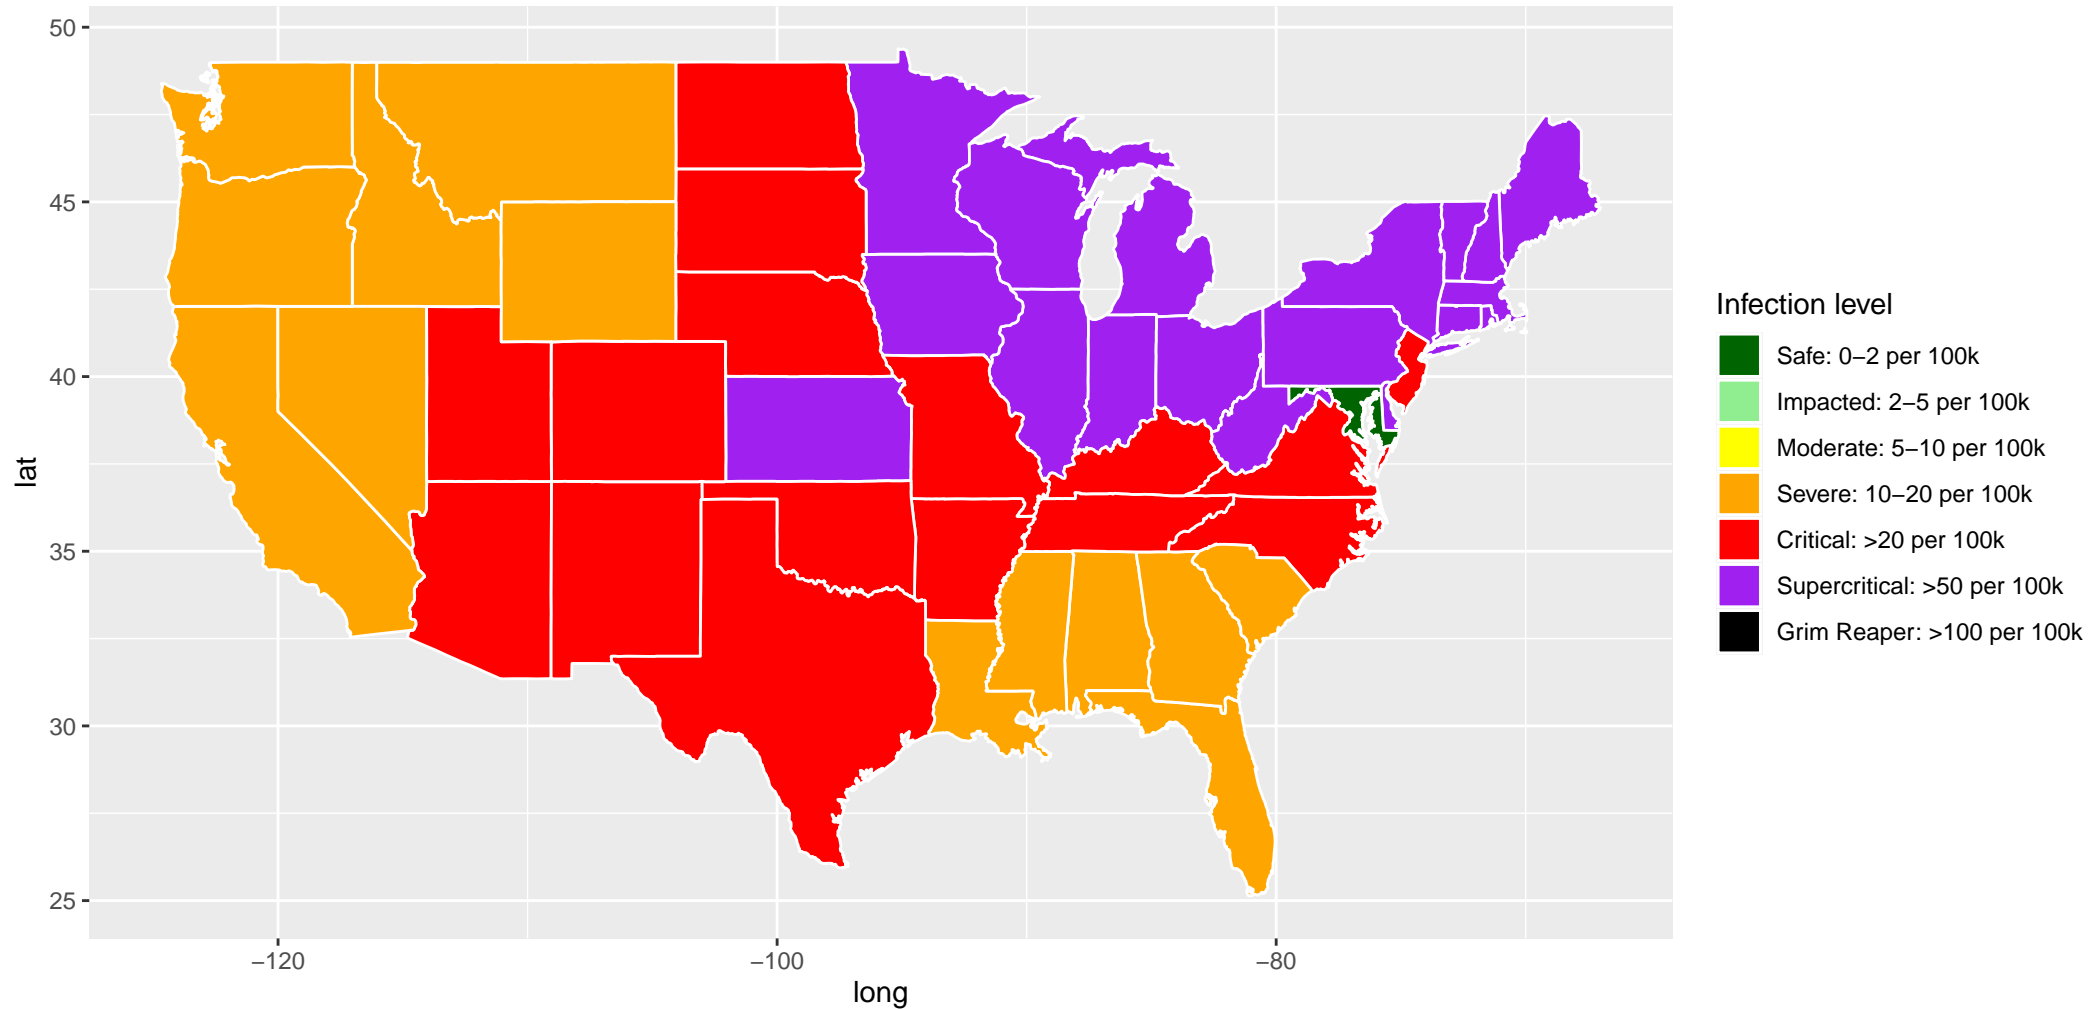 50
45
40
35
30
25
lat
−120
−100
−80
long
Infection level
Safe: 0−2 per 100k
Impacted: 2−5 per 100k
Moderate: 5−10 per 100k
Severe: 10−20 per 100k
Critical: >20 per 100k
Supercritical: >50 per 100k
Grim Reaper: >100 per 100k